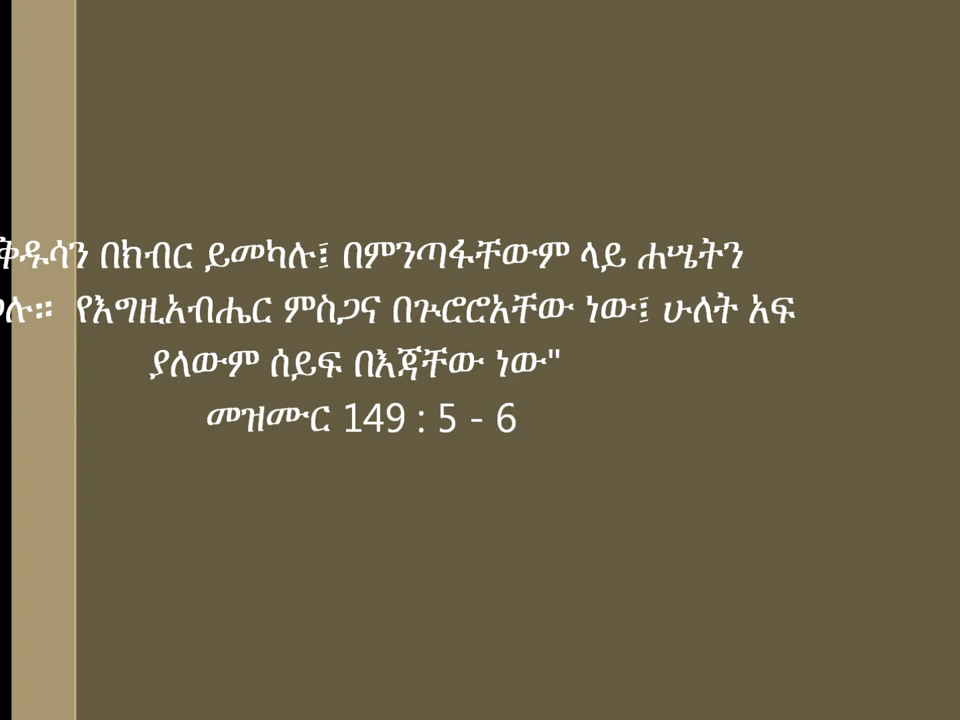 ቅዱሳን በክብር ይመካሉ፤ በምንጣፋቸውም ላይ ሐሤትን
የእግዚአብሔር ምስጋና በጕሮሮአቸው ነው፤ ሁለት አፍ
ያለውም ሰይፍ በእጃቸው ነው"
መዝሙር 149 : 5 - 6